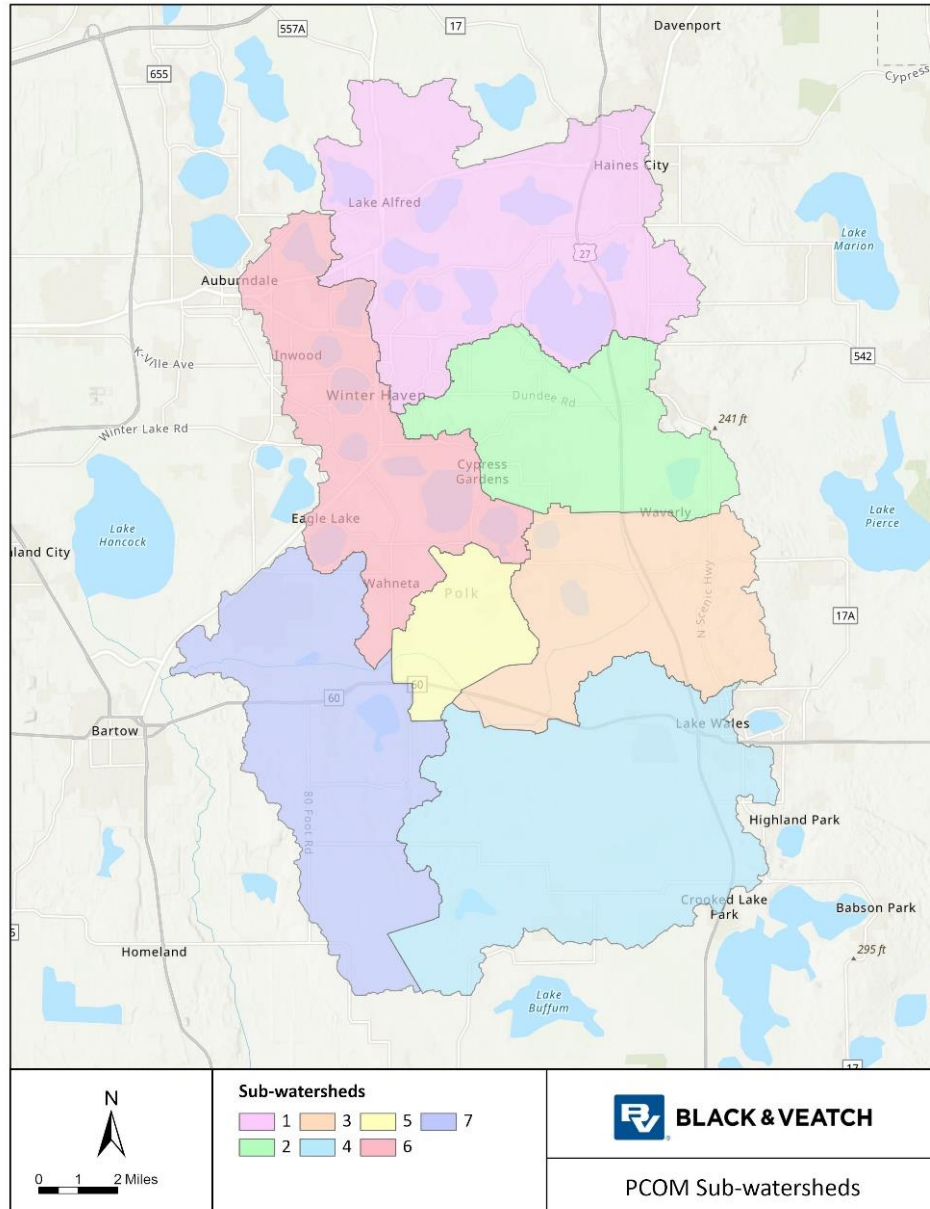 557A
17
Davenport
655
Cypress
Haines City
Lake Alfred
Lake
Marion
27
Auburndale
K-Ville Ave
Inwood
542
Winter Haven
Dundee Rd
241 ft
Winter Lake Rd
Cypress
Gardens
Eagle Lake
Waverly
Lake
Hancock
Lake
Pierce
land City
Wahneta
Polk
N Scenic Hwy
17A
60
60
Bartow
Lake Wales
80 Foot Rd
Highland Park
Crooked Lake
Park
Babson Park
Homeland
295 ft
Lake
Buffum
17
N
0 1 2 Miles
Sub-watersheds
1 3 5 7
2 4 6
BV BLACK & VEATCH
PCOM Sub-watersheds